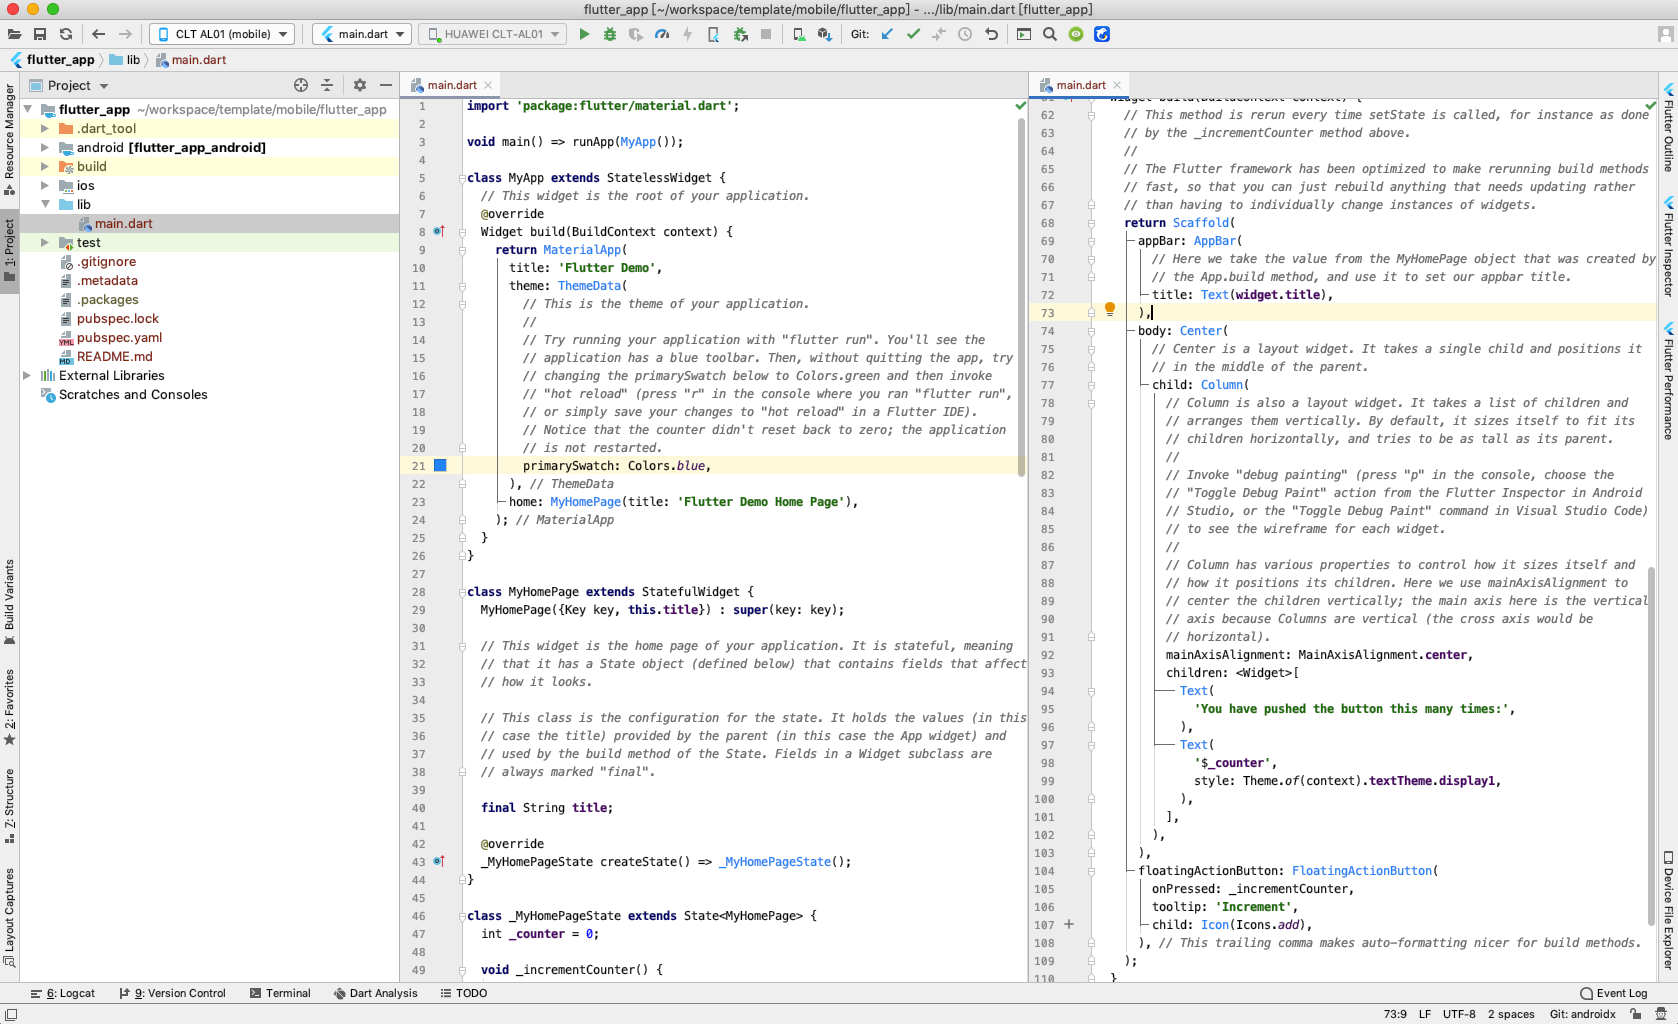 flutter_app [~/workspace/template/mobile/flutter_app] - .../lib/main.dart [flutter_app]
CLT AL01 (mobile)
main.dart
HUAWEI CLT-AL01
Git:
flutter_app
lib
main.dart
Resource Manager
1: Project
Build Variants
2: Favorites
7: Structure
Layout Captures
Project
flutter_app ~/workspace/template/mobile/flutter_app
.dart_tool
android [flutter_app_android]
build
ios
lib
main.dart
test
.gitignore
.metadata
.packages
pubspec.lock
pubspec.yaml
README.md
External Libraries
Scratches and Consoles
main.dart
1 import 'package:flutter/material.dart';
2
3 void main() => runApp(MyApp());
4
5 class MyApp extends StatelessWidget {
6 // This widget is the root of your application.
7 @override
8 Widget build(BuildContext context) {
9 return MaterialApp(
10 title: 'Flutter Demo',
11 theme: ThemeData(
12 // This is the theme of your application.
13 //
14 // Try running your application with "flutter run". You'll see the
15 // application has a blue toolbar. Then, without quitting the app, try
16 // changing the primarySwatch below to Colors.green and then invoke
17 // "hot reload" (press "r" in the console where you ran "flutter run",
18 // or simply save your changes to "hot reload" in a Flutter IDE).
19 // Notice that the counter didn't reset back to zero; the application
20 // is not restarted.
21 primarySwatch: Colors.blue,
22 ), // ThemeData
23 home: MyHomePage(title: 'Flutter Demo Home Page'),
24 ); // MaterialApp
25 }
26 }
27
28 class MyHomePage extends StatefulWidget {
29 MyHomePage({Key key, this.title}) : super(key: key);
30
31 // This widget is the home page of your application. It is stateful, meaning
32 // that it has a State object (defined below) that contains fields that affect
33 // how it looks.
34
35 // This class is the configuration for the state. It holds the values (in this
36 // case the title) provided by the parent (in this case the App widget) and
37 // used by the build method of the State. Fields in a Widget subclass are
38 // always marked "final".
39
40 final String title;
41
42 @override
43 _MyHomePageState createState() => _MyHomePageState();
44 }
45
46 class _MyHomePageState extends State<MyHomePage> {
47 int _counter = 0;
48
49 void _incrementCounter() {
main.dart
61 Widget build(BuildContext context) {
62 // This method is rerun every time setState is called, for instance as done
63 // by the _incrementCounter method above.
64 //
65 // The Flutter framework has been optimized to make rerunning build methods
66 // fast, so that you can just rebuild anything that needs updating rather
67 // than having to individually change instances of widgets.
68 return Scaffold(
69 appBar: AppBar(
70 // Here we take the value from the MyHomePage object that was created by
71 // the App.build method, and use it to set our appbar title.
72 title: Text(widget.title),
73 ),
74 body: Center(
75 // Center is a layout widget. It takes a single child and positions it
76 // in the middle of the parent.
77 child: Column(
78 // Column is also a layout widget. It takes a list of children and
79 // arranges them vertically. By default, it sizes itself to fit its
80 // children horizontally, and tries to be as tall as its parent.
81 //
82 // Invoke "debug painting" (press "p" in the console, choose the
83 // "Toggle Debug Paint" action from the Flutter Inspector in Android
84 // Studio, or the "Toggle Debug Paint" command in Visual Studio Code)
85 // to see the wireframe for each widget.
86 //
87 // Column has various properties to control how it sizes itself and
88 // how it positions its children. Here we use mainAxisAlignment to
89 // center the children vertically; the main axis here is the vertical
90 // axis because Columns are vertical (the cross axis would be
91 // horizontal).
92 mainAxisAlignment: MainAxisAlignment.center,
93 children: <Widget>[
94 Text(
95 'You have pushed the button this many times:',
96 ),
97 Text(
98 '$_counter',
99 style: Theme.of(context).textTheme.display1,
100 ),
101 ],
102 ),
103 ),
104 floatingActionButton: FloatingActionButton(
105 onPressed: _incrementCounter,
106 tooltip: 'Increment',
107 child: Icon(Icons.add),
108 ), // This trailing comma makes auto-formatting nicer for build methods.
109 );
110 }
Flutter Outline
Flutter Inspector
Flutter Performance
Device File Explorer
6: Logcat
9: Version Control
Terminal
Dart Analysis
TODO
Event Log
73:9 LF UTF-8 2 spaces Git: androidx